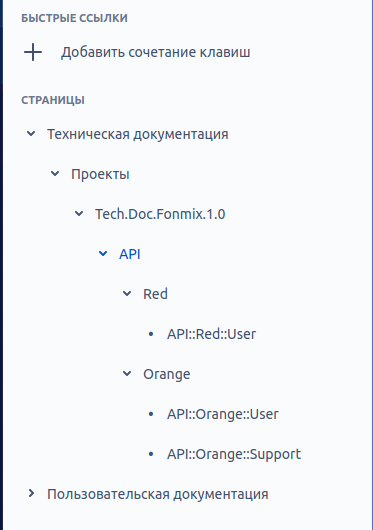 БЫСТРЫЕ ССЫЛКИ
Добавить сочетание клавиш
СТРАНИЦЫ
Техническая документация
Проекты
Tech.Doc.Fonmix.1.0
API
Red
API::Red::User
Orange
API::Orange::User
API::Orange::Support
Пользовательская документация